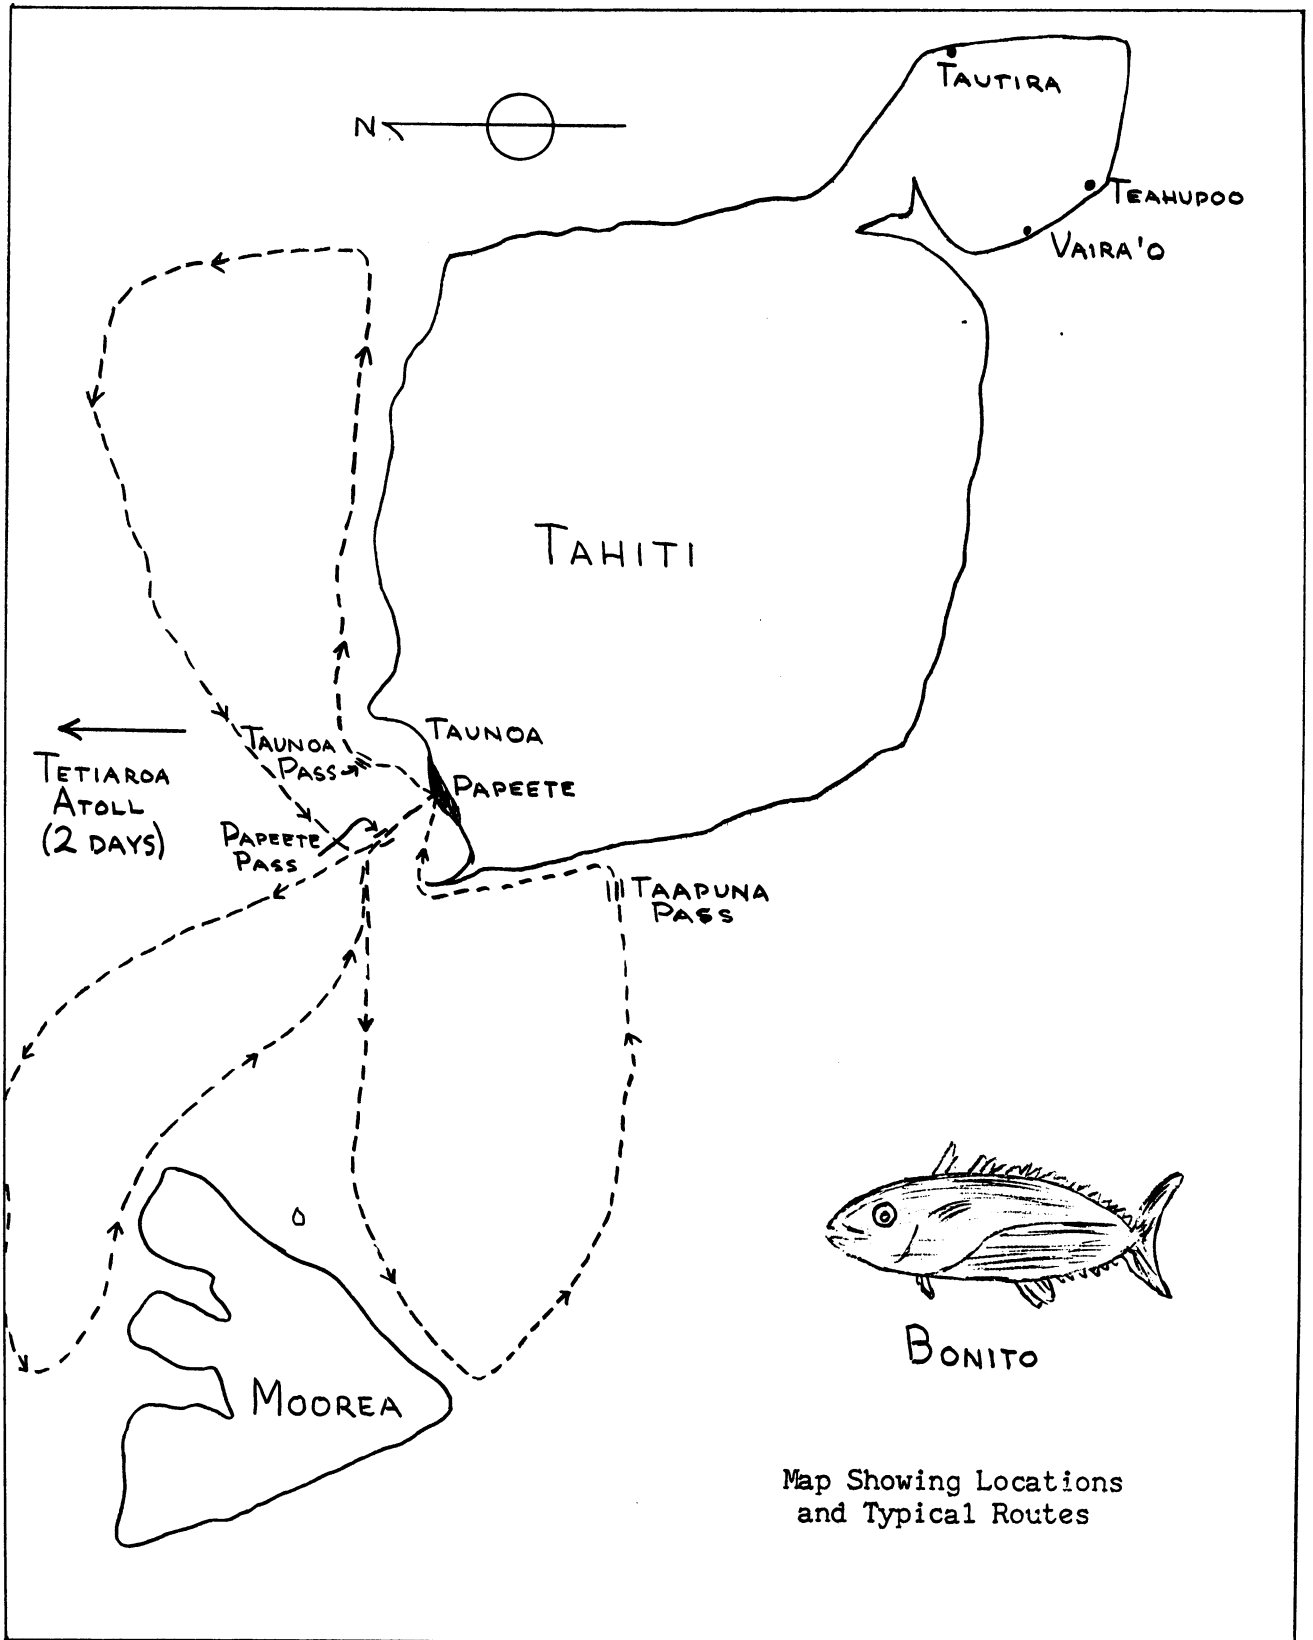 TAUTIRA
N
TEAHUPOO
VAIRA'O
TAHITI
TAUNOA
TAUNOA
PASS
TETIAROA
ATOLL
(2 DAYS)
PAPEETE
PAPEETE
PASS
TAAPUNA
PASS
BONITO
MOOREA
Map Showing Locations
and Typical Routes